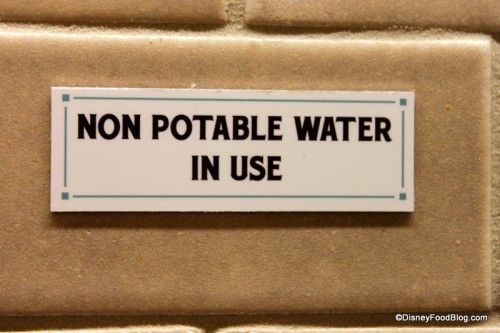 NON POTABLE WATER
IN USE
©DisneyFoodBlog.com